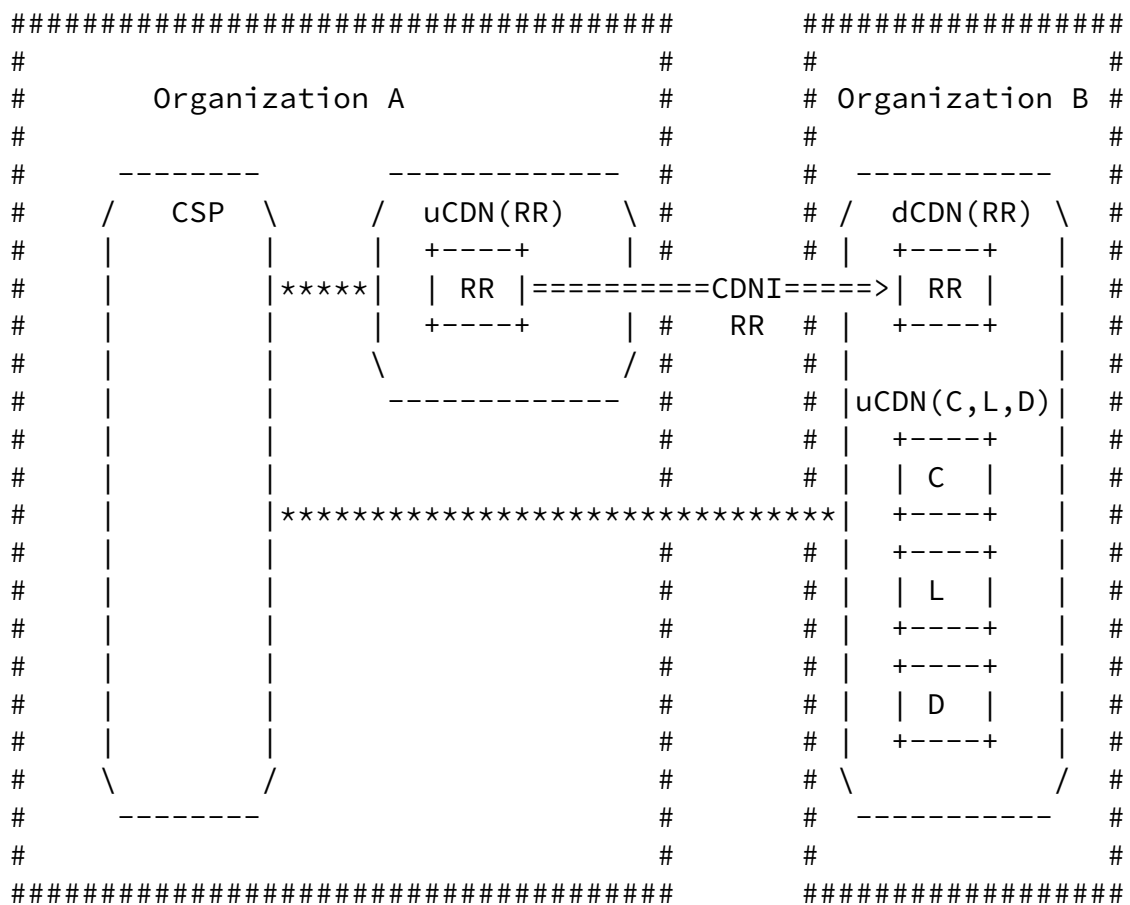 Organization A Organization B
CSP uCDN(RR) dCDN(RR)
RR CDNI RR
RR
uCDN(C,L,D)
C
L
D